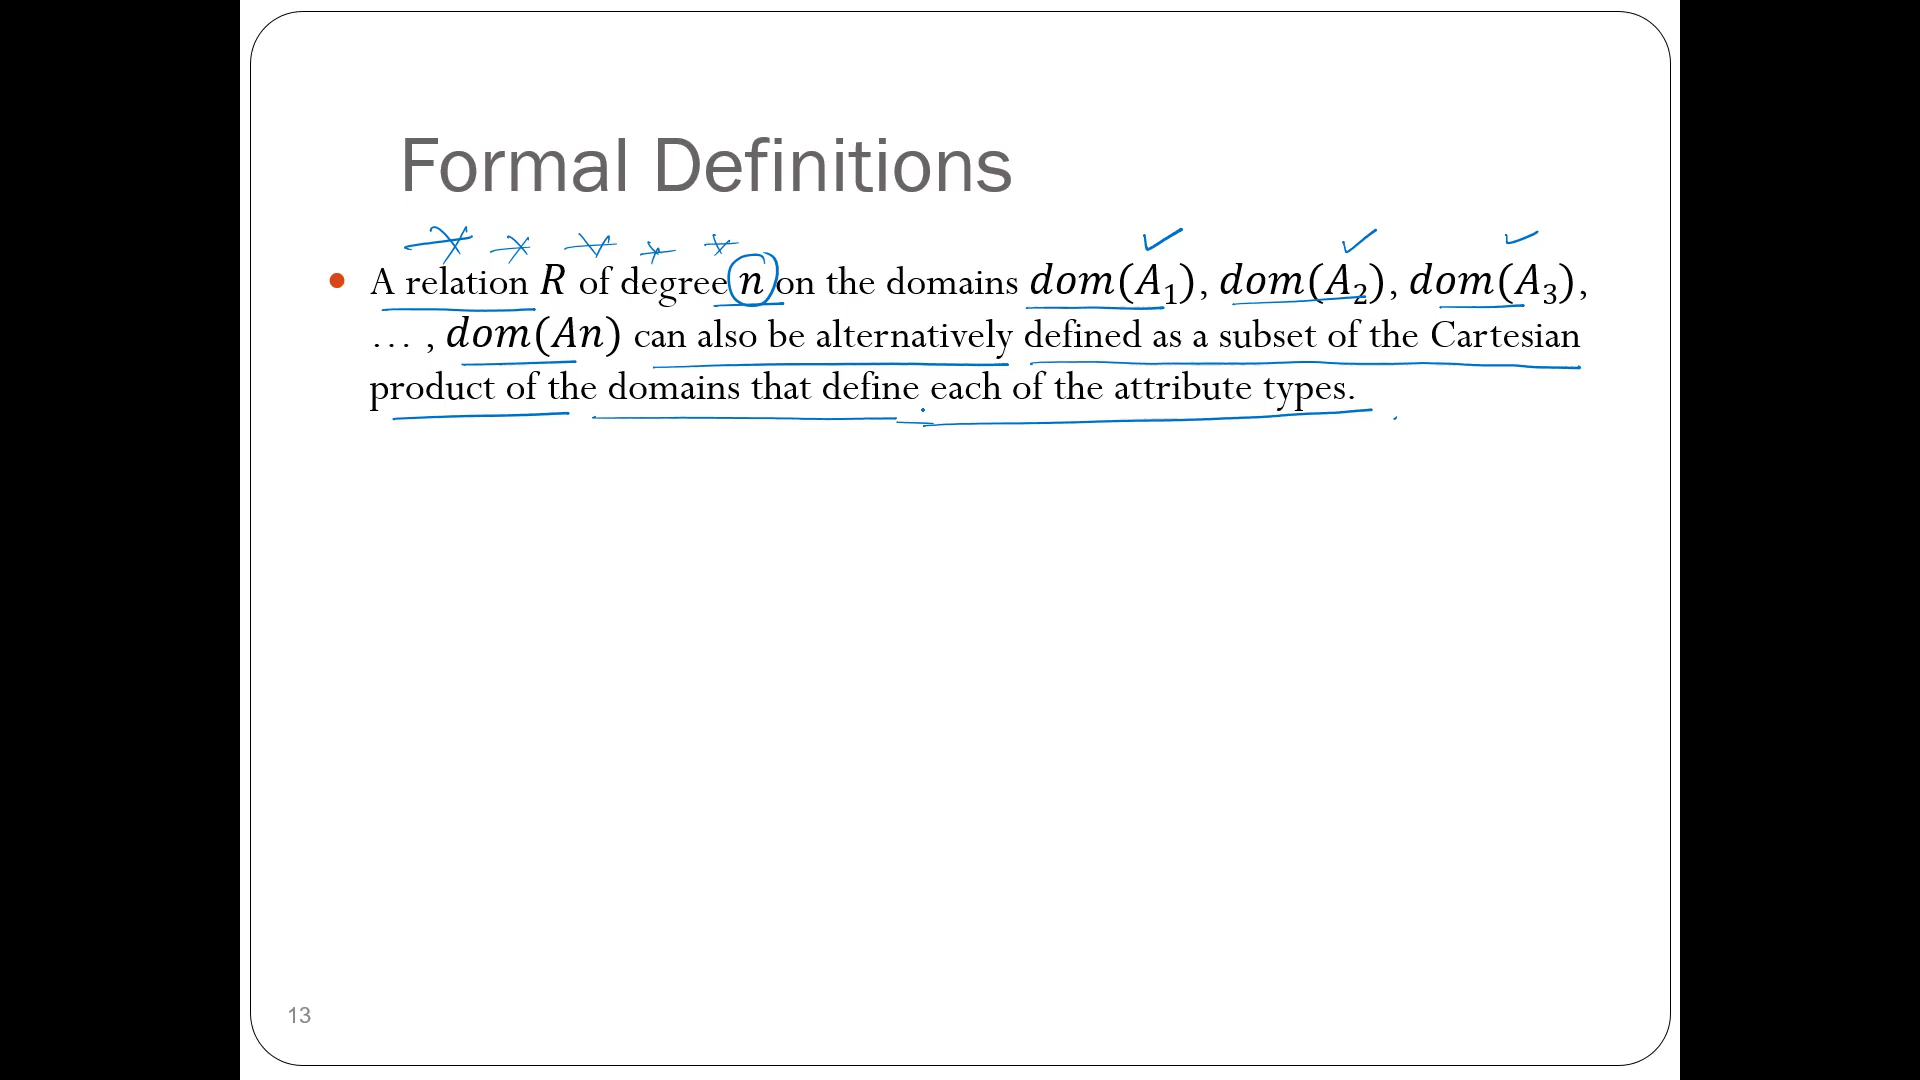 Formal Definitions
• A relation R of degree n on the domains dom(A₁), dom(A₂), dom(A₃),
… , dom(An) can also be alternatively defined as a subset of the Cartesian
product of the domains that define each of the attribute types.
13